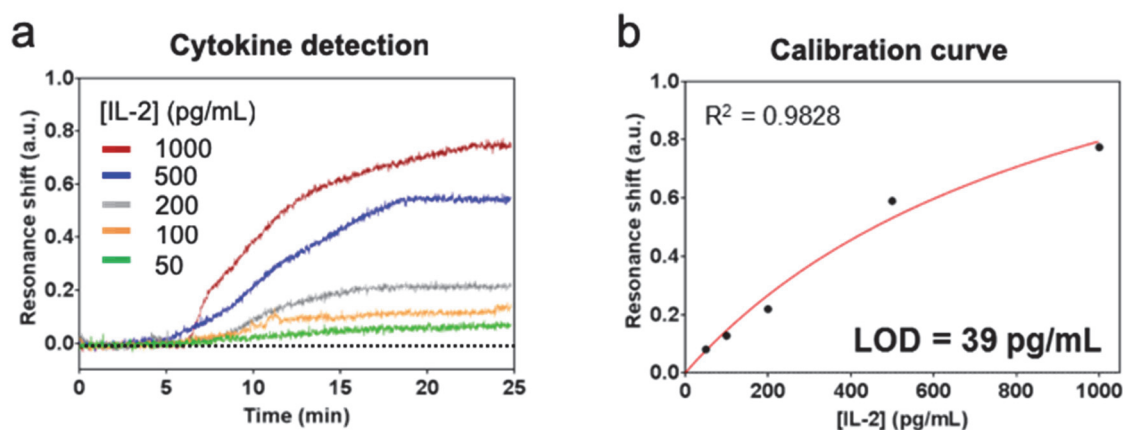 a
Cytokine detection
1.0
0.8
0.6
0.4
0.2
0.0
Resonance shift (a.u.)
[IL-2] (pg/mL)
1000
500
200
100
50
0
5
10
15
20
25
Time (min)
b
Calibration curve
1.0
0.8
0.6
0.4
0.2
0.0
Resonance shift (a.u.)
R² = 0.9828
LOD = 39 pg/mL
0
200
400
600
800
1000
[IL-2] (pg/mL)